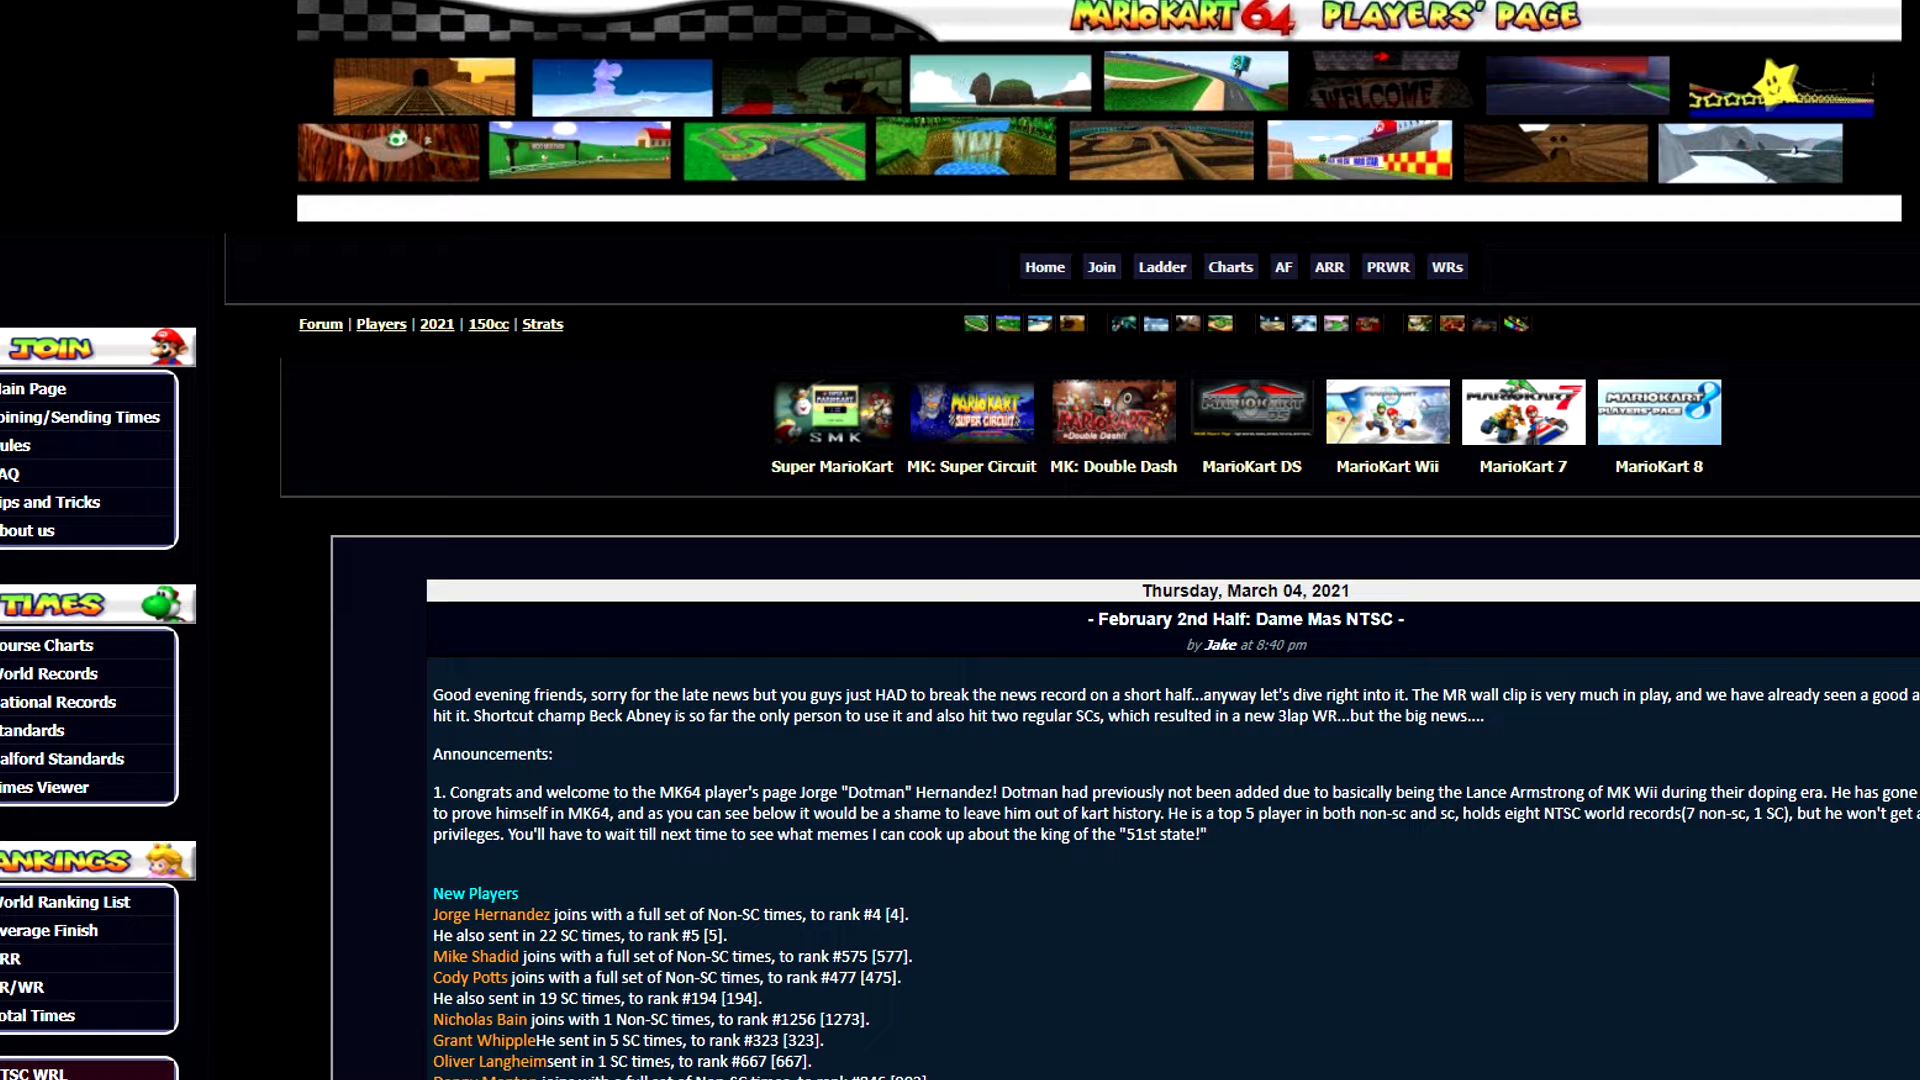 MARIOKART 64 PLAYERS' PAGE
WELCOME
Home Join Ladder Charts AF ARR PRWR WRs
Forum | Players | 2021 | 150cc | Strats
JOIN
ain Page
oining/Sending Times
ules
AQ
ips and Tricks
bout us
SMK
MARIOKART SUPER CIRCUIT
MARIOKART Double Dash!!
MARIOKART DS
MARIOKART 7
MARIOKART PLAYERS' PAGE 8
Super MarioKart MK: Super Circuit MK: Double Dash MarioKart DS MarioKart Wii MarioKart 7 MarioKart 8
TIMES
ourse Charts
orld Records
ational Records
tandards
alford Standards
imes Viewer
ANKINGS
orld Ranking List
verage Finish
RR
R/WR
otal Times
TSC WRL
Thursday, March 04, 2021
- February 2nd Half: Dame Mas NTSC -
by Jake at 8:40 pm
Good evening friends, sorry for the late news but you guys just HAD to break the news record on a short half...anyway let's dive right into it. The MR wall clip is very much in play, and we have already seen a good a
hit it. Shortcut champ Beck Abney is so far the only person to use it and also hit two regular SCs, which resulted in a new 3lap WR...but the big news....
Announcements:
1. Congrats and welcome to the MK64 player's page Jorge "Dotman" Hernandez! Dotman had previously not been added due to basically being the Lance Armstrong of MK Wii during their doping era. He has gone
to prove himself in MK64, and as you can see below it would be a shame to leave him out of kart history. He is a top 5 player in both non-sc and sc, holds eight NTSC world records(7 non-sc, 1 SC), but he won't get a
privileges. You'll have to wait till next time to see what memes I can cook up about the king of the "51st state!"
New Players
Jorge Hernandez joins with a full set of Non-SC times, to rank #4 [4].
He also sent in 22 SC times, to rank #5 [5].
Mike Shadid joins with a full set of Non-SC times, to rank #575 [577].
Cody Potts joins with a full set of Non-SC times, to rank #477 [475].
He also sent in 19 SC times, to rank #194 [194].
Nicholas Bain joins with 1 Non-SC times, to rank #1256 [1273].
Grant WhippleHe sent in 5 SC times, to rank #323 [323].
Oliver Langheimsent in 1 SC times, to rank #667 [667].